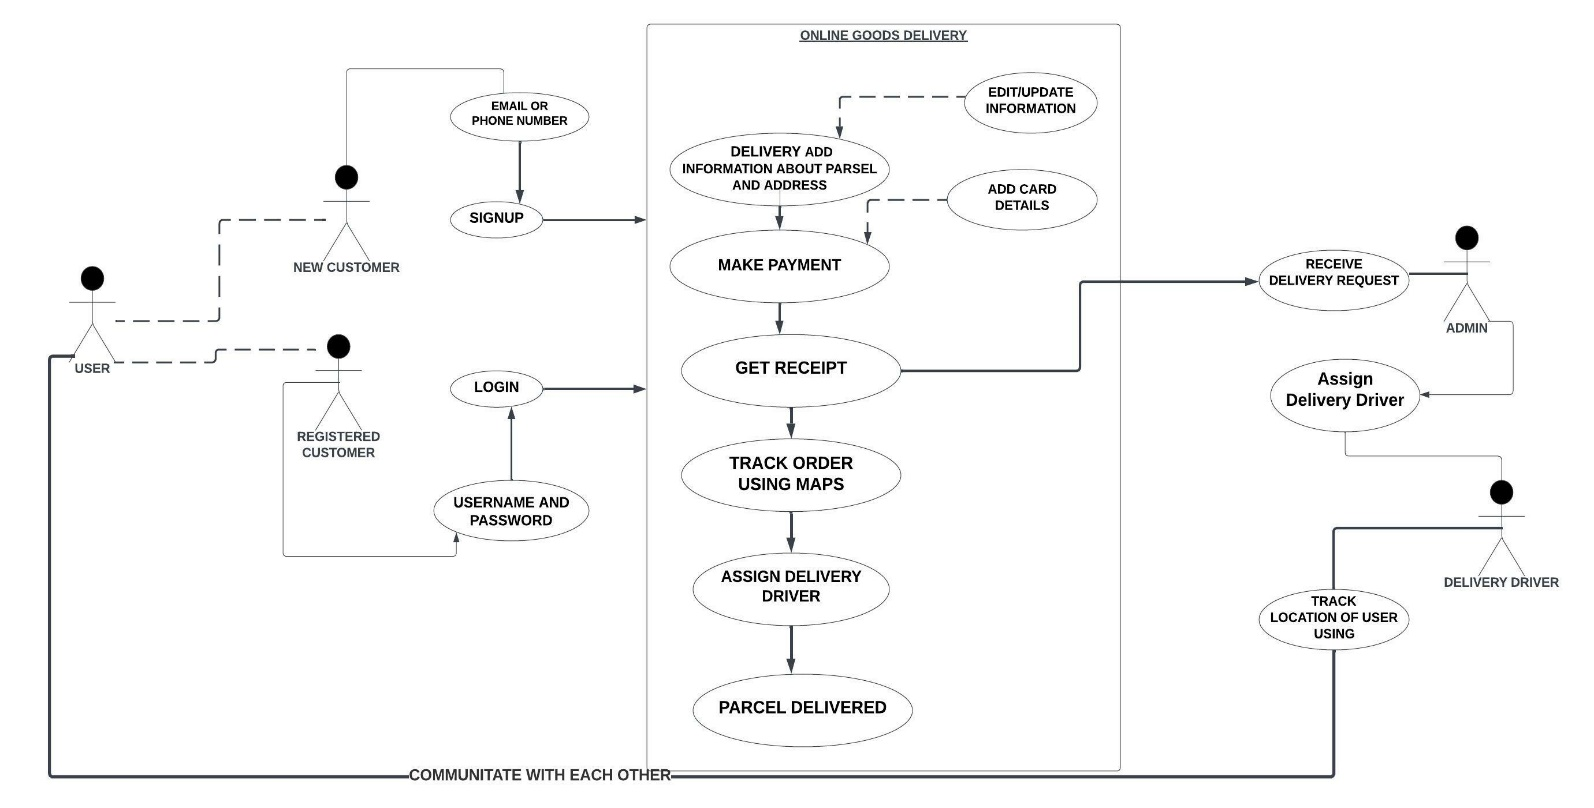 ONLINE GOODS DELIVERY
EMAIL OR
PHONE NUMBER
SIGNUP
NEW CUSTOMER
USER
REGISTERED
CUSTOMER
LOGIN
USERNAME AND
PASSWORD
EDIT/UPDATE
INFORMATION
DELIVERY ADD
INFORMATION ABOUT PARSEL
AND ADDRESS
ADD CARD
DETAILS
MAKE PAYMENT
GET RECEIPT
TRACK ORDER
USING MAPS
ASSIGN DELIVERY
DRIVER
PARCEL DELIVERED
RECEIVE
DELIVERY REQUEST
ADMIN
Assign
Delivery Driver
DELIVERY DRIVER
TRACK
LOCATION OF USER
USING
COMMUNITATE WITH EACH OTHER